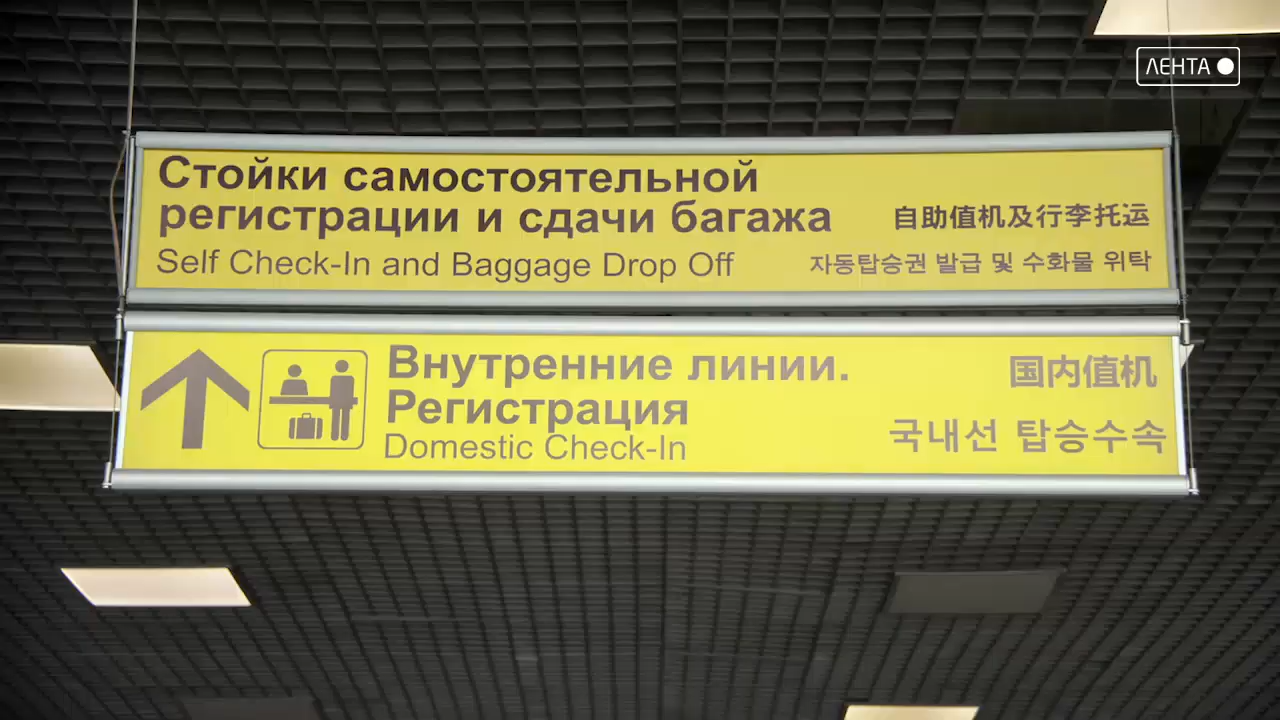 ЛЕНТА
Стойки самостоятельной
регистрации и сдачи багажа
Self Check-In and Baggage Drop Off
自助值机及行李托运
자동탑승권 발급 및 수화물 위탁
Внутренние линии.
Регистрация
Domestic Check-In
国内值机
국내선 탑승수속